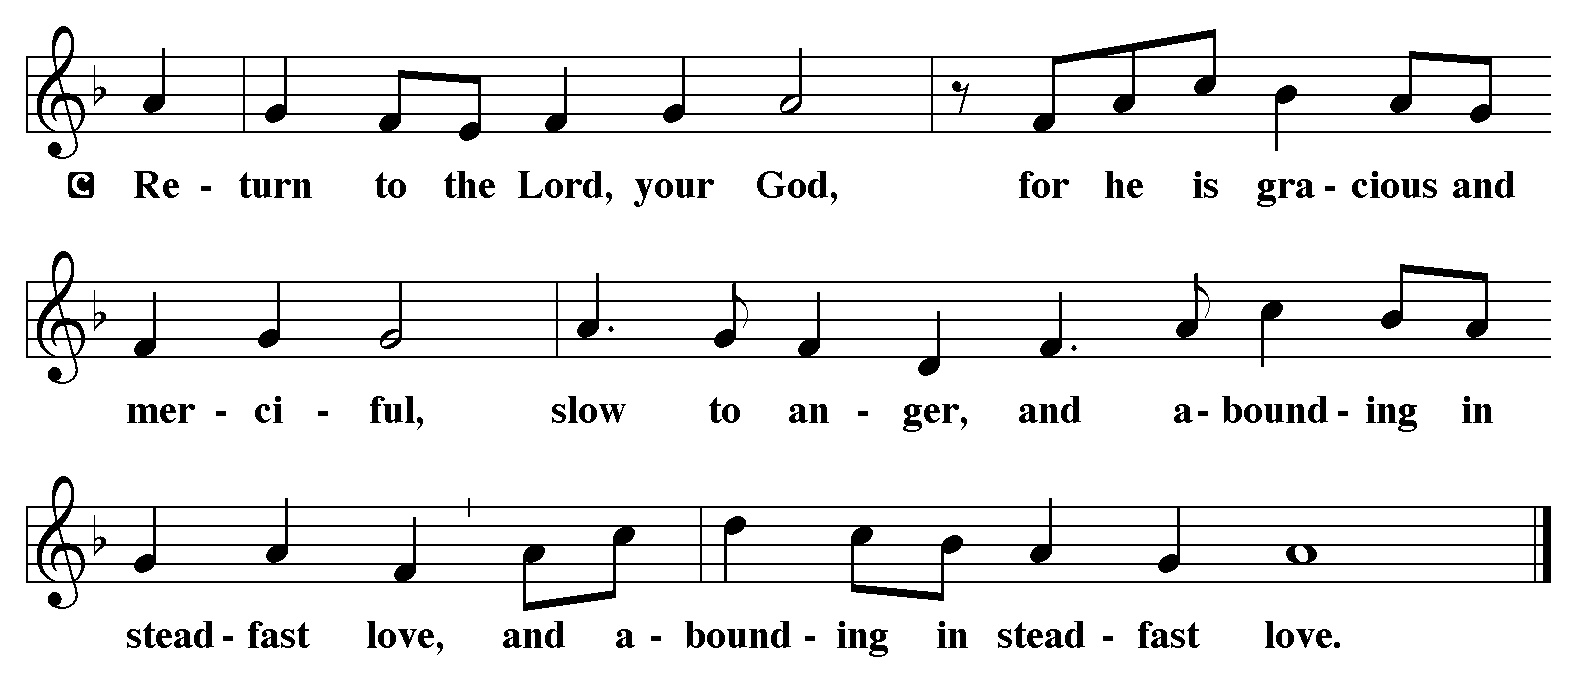 C Re - turn to the Lord, your God, for he is gra - cious and
mer - ci - ful, slow to an - ger, and a - bound - ing in
stead - fast love, and a - bound - ing in stead - fast love.